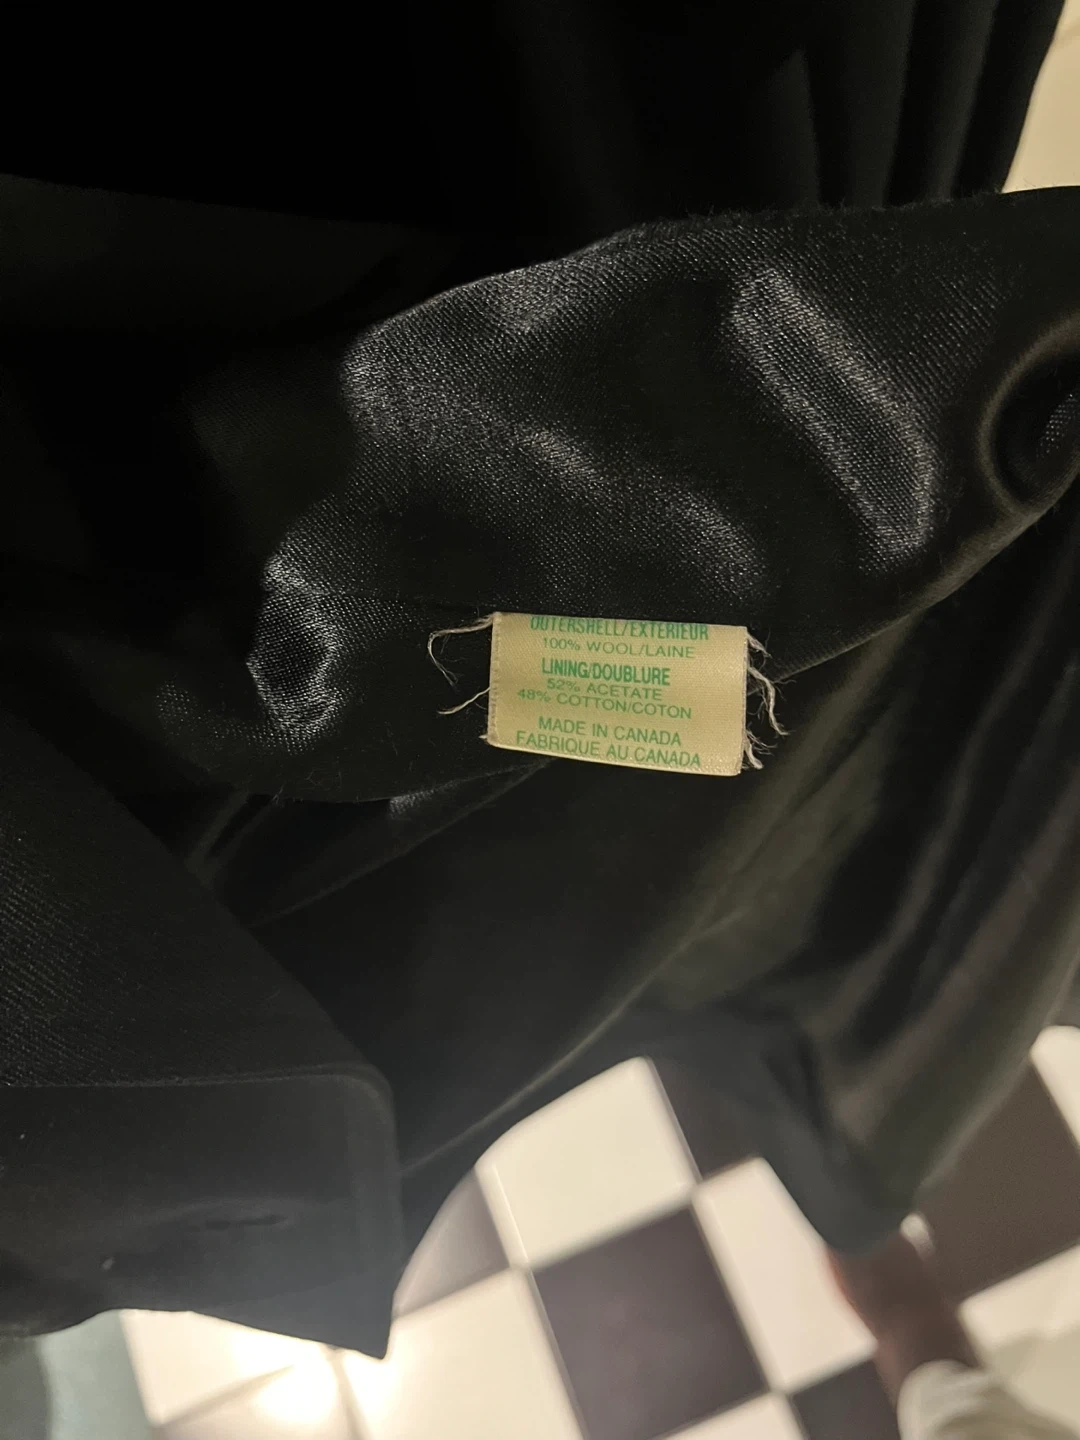 OUTERSHELL/EXTERIEUR
100% WOOL/LAINE
LINING/DOUBLURE
52% ACETATE
48% COTTON/COTON
MADE IN CANADA
FABRIQUE AU CANADA